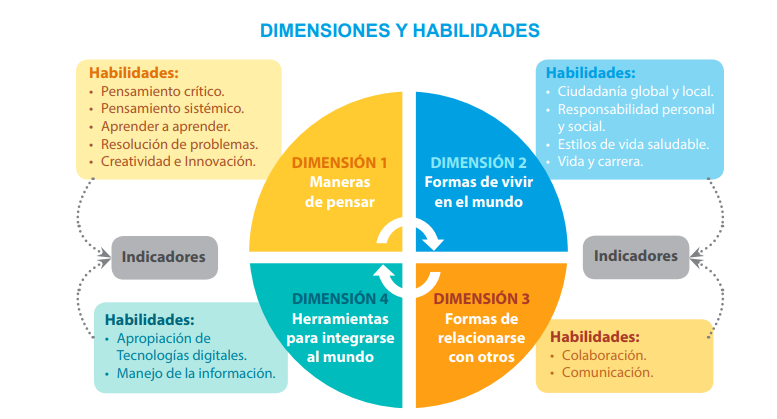 DIMENSIONES Y HABILIDADES
Habilidades:
• Pensamiento crítico.
• Pensamiento sistémico.
• Aprender a aprender.
• Resolución de problemas.
• Creatividad e Innovación.
Habilidades:
• Ciudadanía global y local.
• Responsabilidad personal
y social.
• Estilos de vida saludable.
• Vida y carrera.
DIMENSIÓN 1
Maneras
de pensar
DIMENSIÓN 2
Formas de vivir
en el mundo
Indicadores
Indicadores
DIMENSIÓN 4
Herramientas
para integrarse
al mundo
DIMENSIÓN 3
Formas de
relacionarse
con otros
Habilidades:
• Apropiación de
Tecnologías digitales.
• Manejo de la información.
Habilidades:
• Colaboración.
• Comunicación.